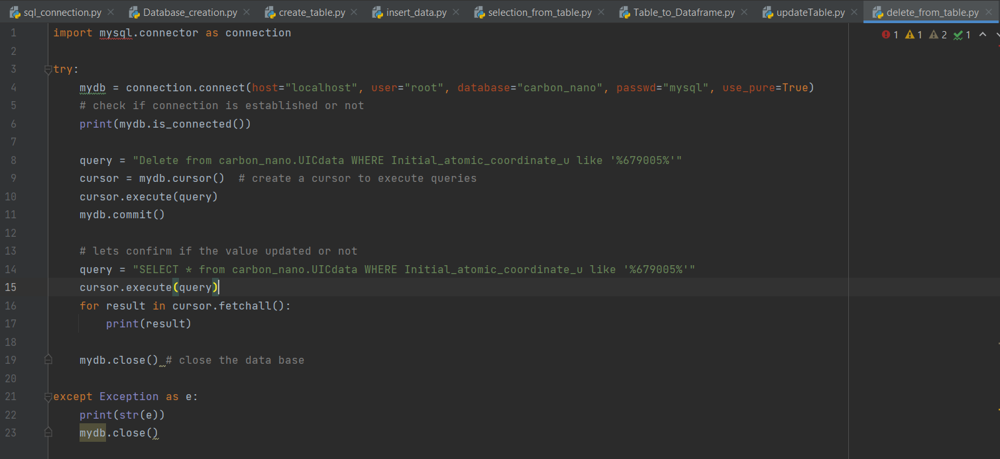 sql_connection.py Database_creation.py create_table.py insert_data.py selection_from_table.py Table_to_Dataframe.py updateTable.py delete_from_table.py
1 1 2 1
1 import mysql.connector as connection
2
3 try:
4     mydb = connection.connect(host="localhost", user="root", database="carbon_nano", passwd="mysql", use_pure=True)
5     # check if connection is established or not
6     print(mydb.is_connected())
7
8     query = "Delete from carbon_nano.UICdata WHERE Initial_atomic_coordinate_u like '%679005%'"
9     cursor = mydb.cursor()  # create a cursor to execute queries
10     cursor.execute(query)
11     mydb.commit()
12
13     # lets confirm if the value updated or not
14     query = "SELECT * from carbon_nano.UICdata WHERE Initial_atomic_coordinate_u like '%679005%'"
15     cursor.execute(query)
16     for result in cursor.fetchall():
17         print(result)
18
19     mydb.close() # close the data base
20
21 except Exception as e:
22     print(str(e))
23     mydb.close()